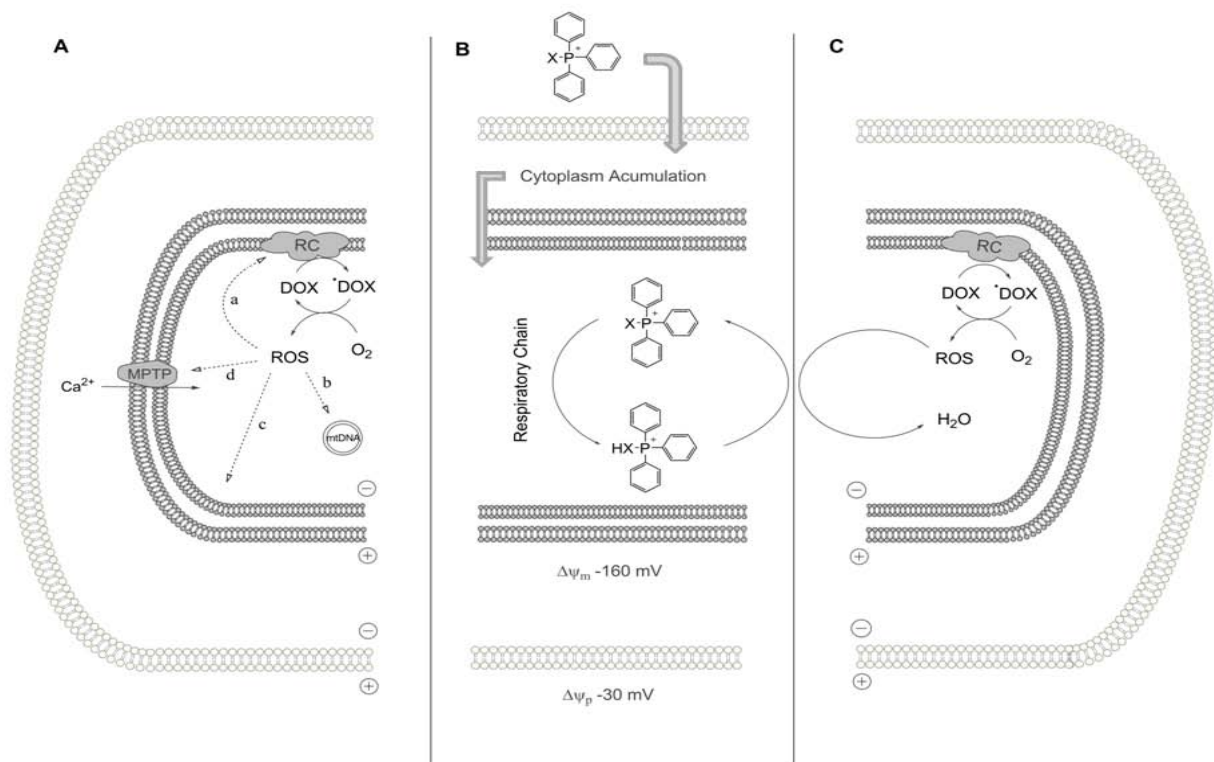 A
RC
DOX
*DOX
a
ROS
O2
MPTP
d
b
Ca2+
c
mtDNA
−
+
−
+
B
X-P+
Cytoplasm Acumulation
Respiratory Chain
X-P+
HX-P+
Δψm -160 mV
Δψp -30 mV
C
RC
DOX
*DOX
ROS
O2
H2O
−
+
−
+